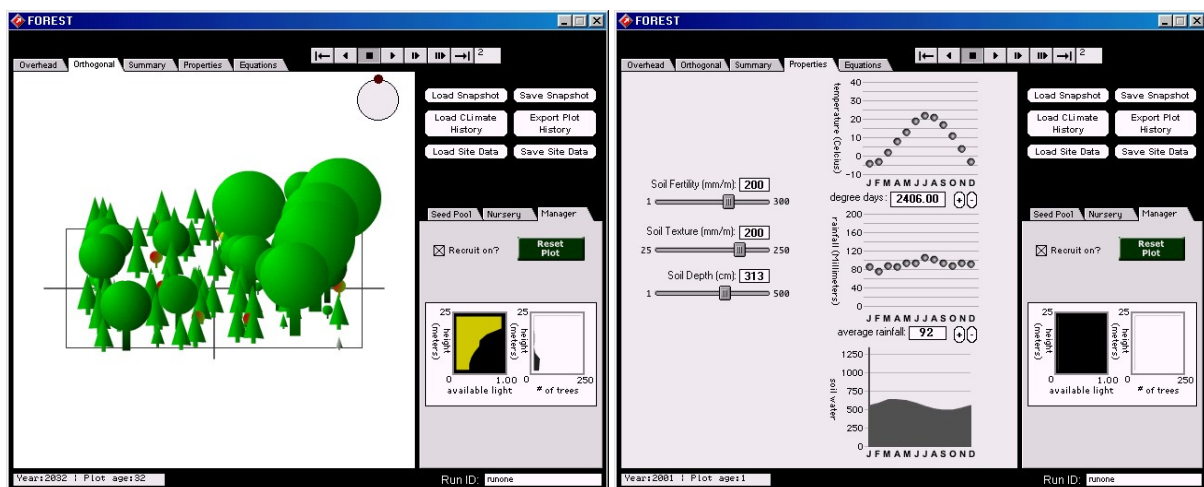 FOREST
2
Overhead Orthogonal Summary Properties Equations
Load Snapshot Save Snapshot
Load CLimate History Export Plot History
Load Site Data Save Site Data
Seed Pool Nursery Manager
Recruit on? Reset Plot
25 25
height (meters) height (meters)
0 1.00 0 250
available light # of trees
Year:2032 | Plot age:32
Run ID: runone
FOREST
2
Overhead Orthogonal Summary Properties Equations
temperature (Celcius)
40
30
20
10
0
-10
J F M A M J J A S O N D
degree days: 2406.00 + -
Soil Fertility (mm/m): 200
1 300
Soil Texture (mm/m): 200
25 250
Soil Depth (cm): 313
1 500
rainfall (Millimeters)
200
160
120
80
40
0
J F M A M J J A S O N D
average rainfall: 92 + -
soil water
1250
1000
750
500
250
0
J F M A M J J A S O N D
Load Snapshot Save Snapshot
Load CLimate History Export Plot History
Load Site Data Save Site Data
Seed Pool Nursery Manager
Recruit on? Reset Plot
25 25
height (meters) height (meters)
0 1.00 0 250
available light # of trees
Year:2001 | Plot age:1
Run ID: runone